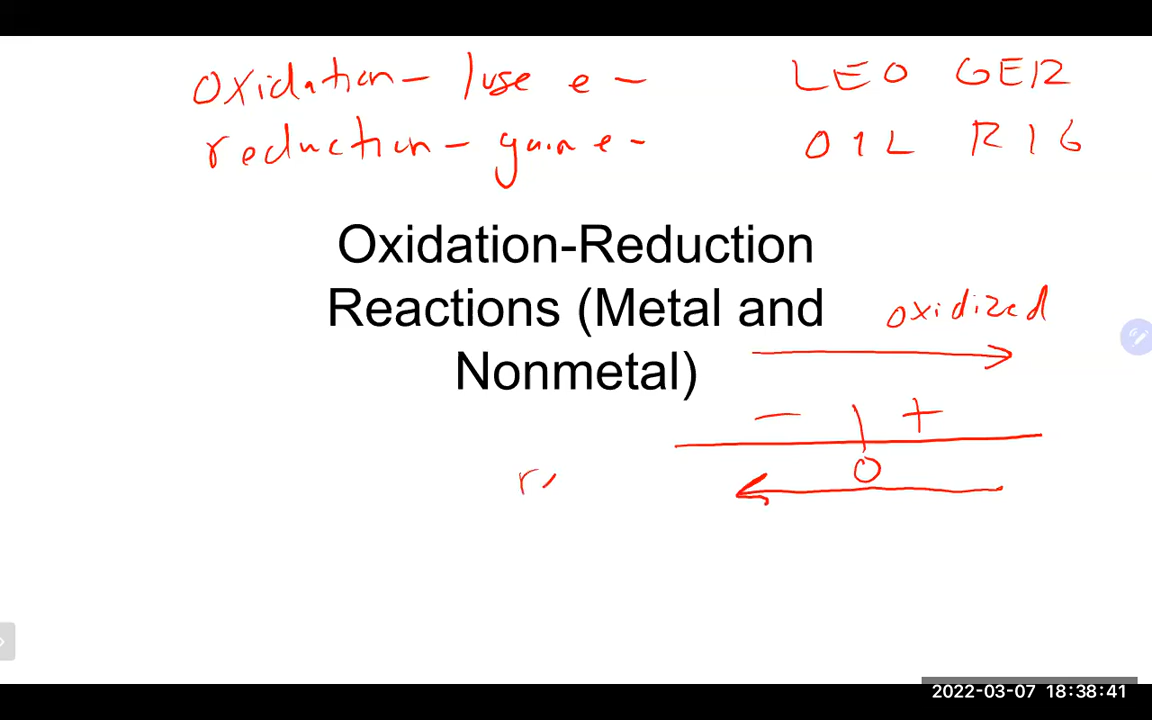 oxidation – lose e – LEO GER
reduction – gain e – OIL RIG
Oxidation-Reduction
Reactions (Metal and
Nonmetal)
oxidized
– +
0
2022-03-07 18:38:41